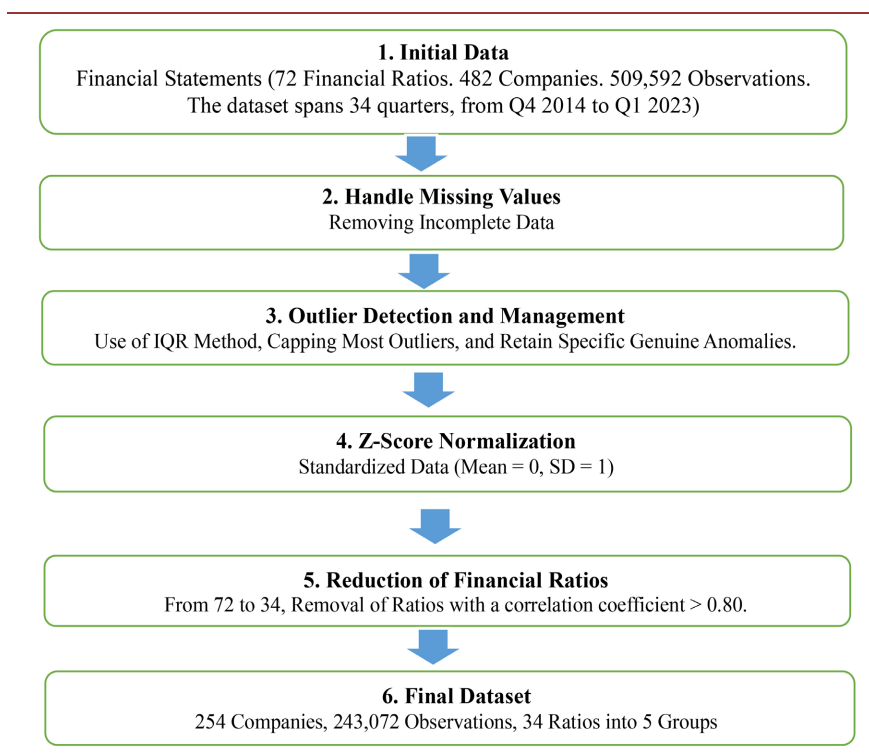 1. Initial Data
Financial Statements (72 Financial Ratios. 482 Companies. 509,592 Observations.
The dataset spans 34 quarters, from Q4 2014 to Q1 2023)
2. Handle Missing Values
Removing Incomplete Data
3. Outlier Detection and Management
Use of IQR Method, Capping Most Outliers, and Retain Specific Genuine Anomalies.
4. Z-Score Normalization
Standardized Data (Mean = 0, SD = 1)
5. Reduction of Financial Ratios
From 72 to 34, Removal of Ratios with a correlation coefficient > 0.80.
6. Final Dataset
254 Companies, 243,072 Observations, 34 Ratios into 5 Groups